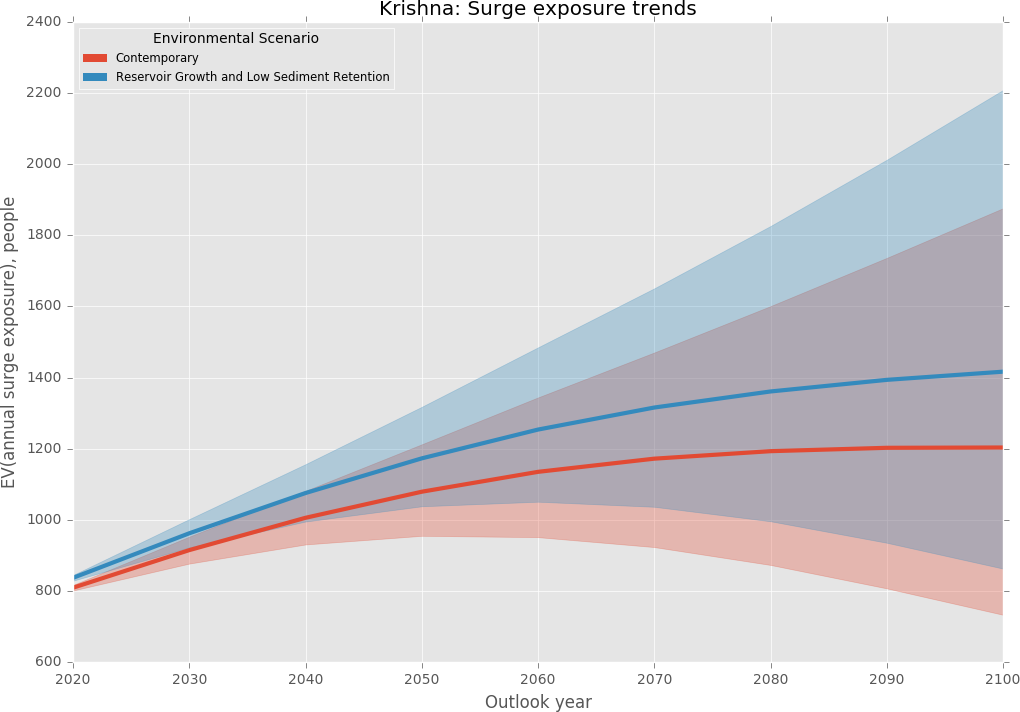 Krishna: Surge exposure trends
Environmental Scenario
Contemporary
Reservoir Growth and Low Sediment Retention
EV(annual surge exposure), people
2400
2200
2000
1800
1600
1400
1200
1000
800
600
2020 2030 2040 2050 2060 2070 2080 2090 2100
Outlook year